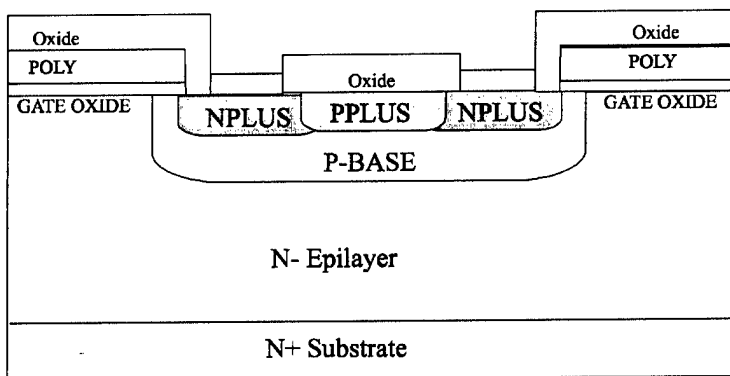 Oxide
Oxide
POLY
POLY
Oxide
GATE OXIDE
NPLUS
PPLUS
NPLUS
GATE OXIDE
P-BASE
N- Epilayer
N+ Substrate